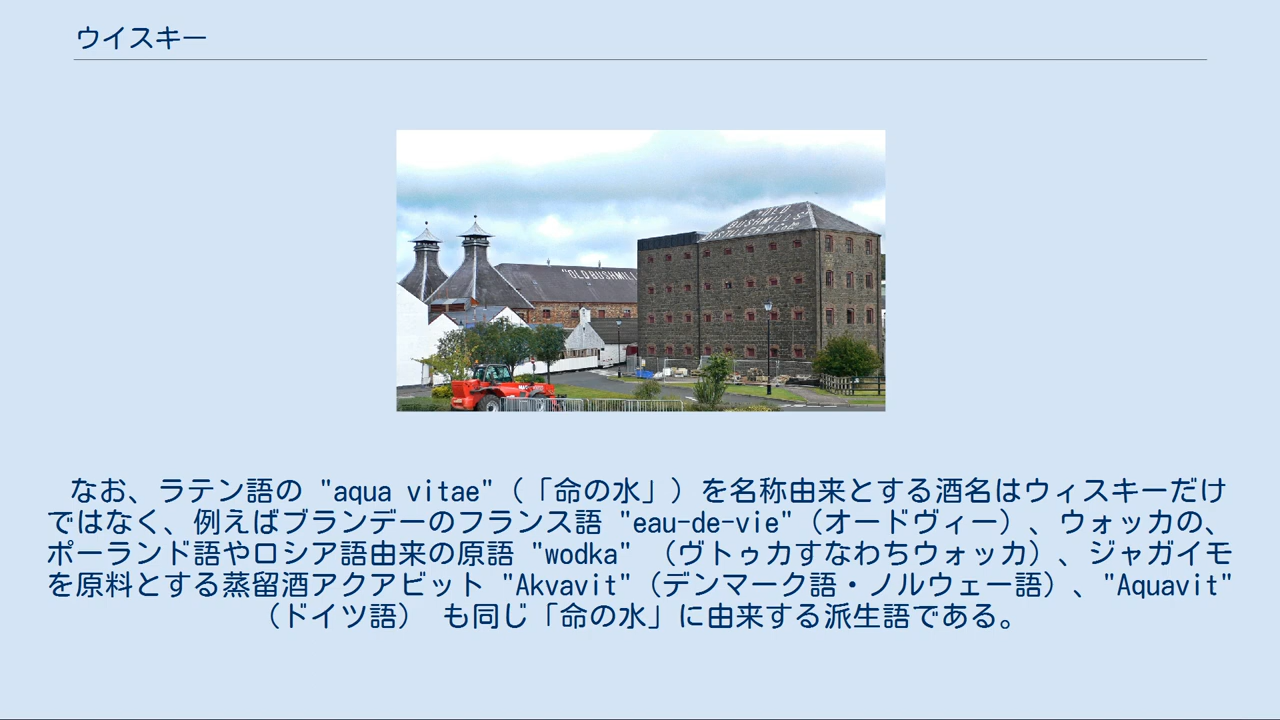 ウイスキー
"OLD
BUSHMILLS"
DISTILLERY CO
"OLD BUSHMILL
なお、ラテン語の "aqua vitae"（「命の水」）を名称由来とする酒名はウィスキーだけ
ではなく、例えばブランデーのフランス語 "eau-de-vie"（オードヴィー）、ウォッカの、
ポーランド語やロシア語由来の原語 "wodka" （ヴトゥカすなわちウォッカ）、ジャガイモ
を原料とする蒸留酒アクアビット "Akvavit"（デンマーク語・ノルウェー語）、"Aquavit"
（ドイツ語） も同じ「命の水」に由来する派生語である。